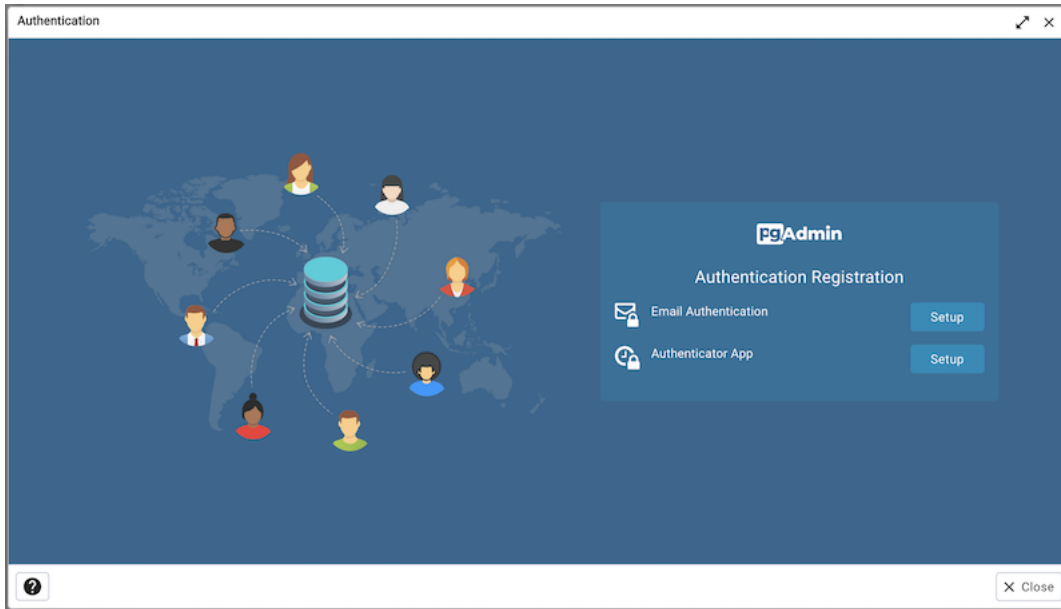 Authentication
pgAdmin
Authentication Registration
Email Authentication
Setup
Authenticator App
Setup
?
Close